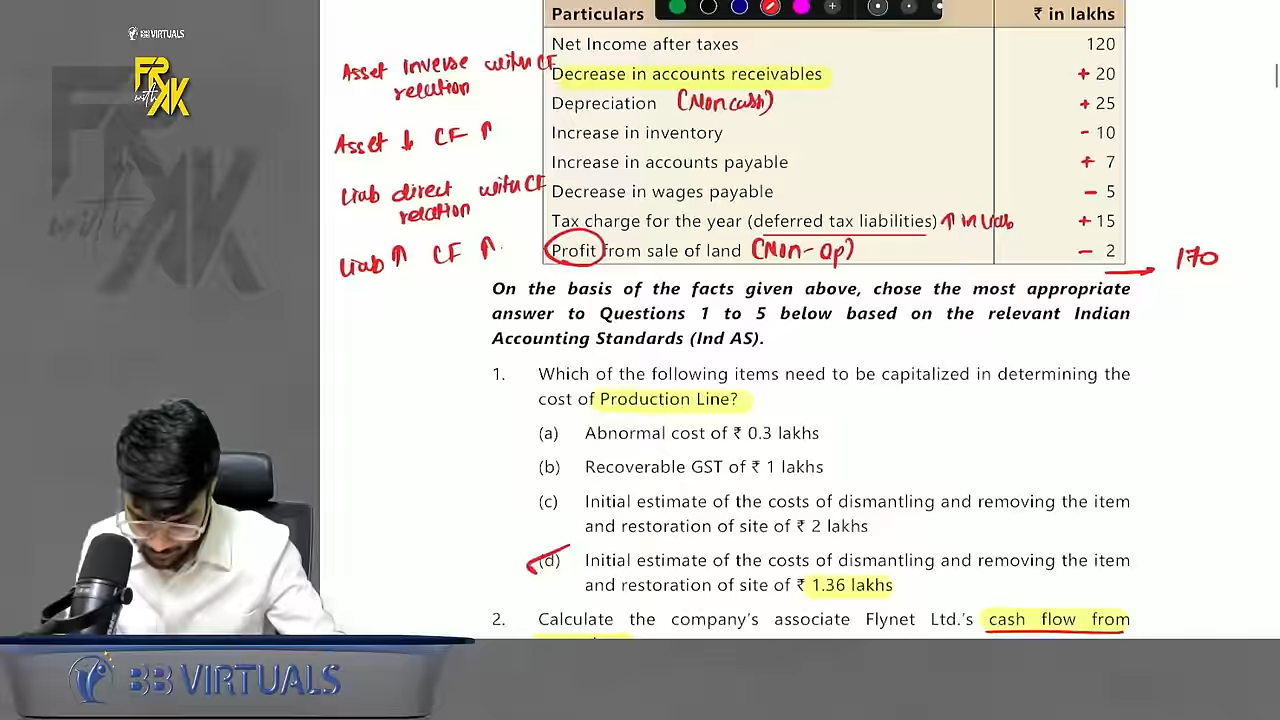 BB VIRTUALS
FR
with
AK
Particulars ₹ in lakhs
Net Income after taxes 120
Asset inverse with CF
relation
Decrease in accounts receivables + 20
Depreciation (Non cash) + 25
Asset ↓ CF ↑
Increase in inventory - 10
Increase in accounts payable + 7
Liab direct with CF
relation
Decrease in wages payable - 5
Tax charge for the year (deferred tax liabilities) ↑ in Liab + 15
Liab ↑ CF ↑
Profit from sale of land (Non-op) - 2
170
On the basis of the facts given above, chose the most appropriate
answer to Questions 1 to 5 below based on the relevant Indian
Accounting Standards (Ind AS).
1. Which of the following items need to be capitalized in determining the
cost of Production Line?
(a) Abnormal cost of ₹ 0.3 lakhs
(b) Recoverable GST of ₹ 1 lakhs
(c) Initial estimate of the costs of dismantling and removing the item
and restoration of site of ₹ 2 lakhs
(d) Initial estimate of the costs of dismantling and removing the item
and restoration of site of ₹ 1.36 lakhs
2. Calculate the company's associate Flynet Ltd.'s cash flow from
BB VIRTUALS